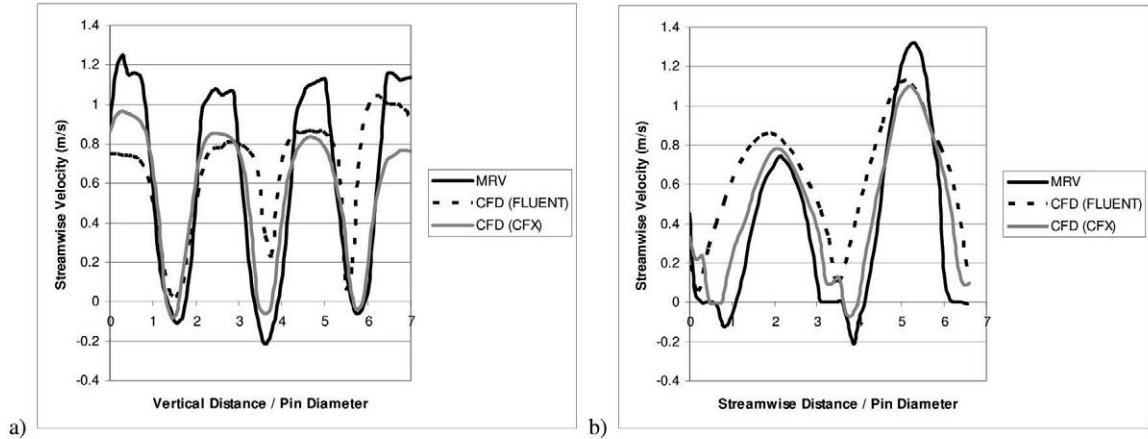 1.4
1.2
1
0.8
0.6
0.4
0.2
0
-0.2
-0.4
Streamwise Velocity (m/s)
0 1 2 3 4 5 6 7
Vertical Distance / Pin Diameter
MRV
CFD (FLUENT)
CFD (CFX)
a)
1.4
1.2
1
0.8
0.6
0.4
0.2
0
-0.2
-0.4
Streamwise Velocity (m/s)
0 1 2 3 4 5 6 7
Streamwise Distance / Pin Diameter
MRV
CFD (FLUENT)
CFD (CFX)
b)